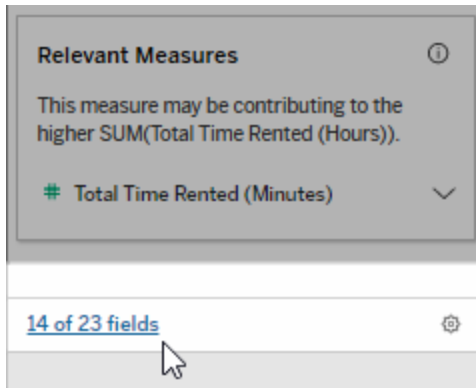 Relevant Measures
This measure may be contributing to the
higher SUM(Total Time Rented (Hours)).
Total Time Rented (Minutes)
14 of 23 fields